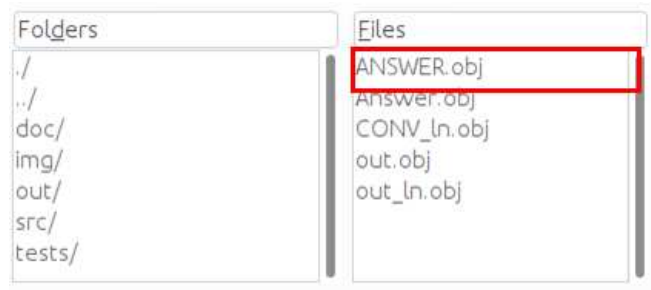 Folders
./
../
doc/
img/
out/
src/
tests/
Files
ANSWER.obj
Answer.obj
CONV_ln.obj
out.obj
out_ln.obj